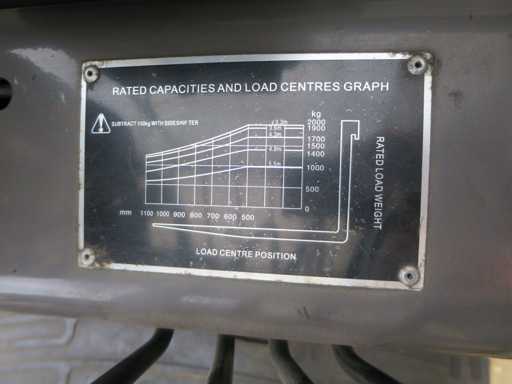 RATED CAPACITIES AND LOAD CENTRES GRAPH
SUBTRACT 100kg WITH SIDESHIFTER
kg
2000
1900
1700
1500
1400
1000
500
0
RATED LOAD WEIGHT
mm 1100 1000 900 800 700 600 500
LOAD CENTRE POSITION